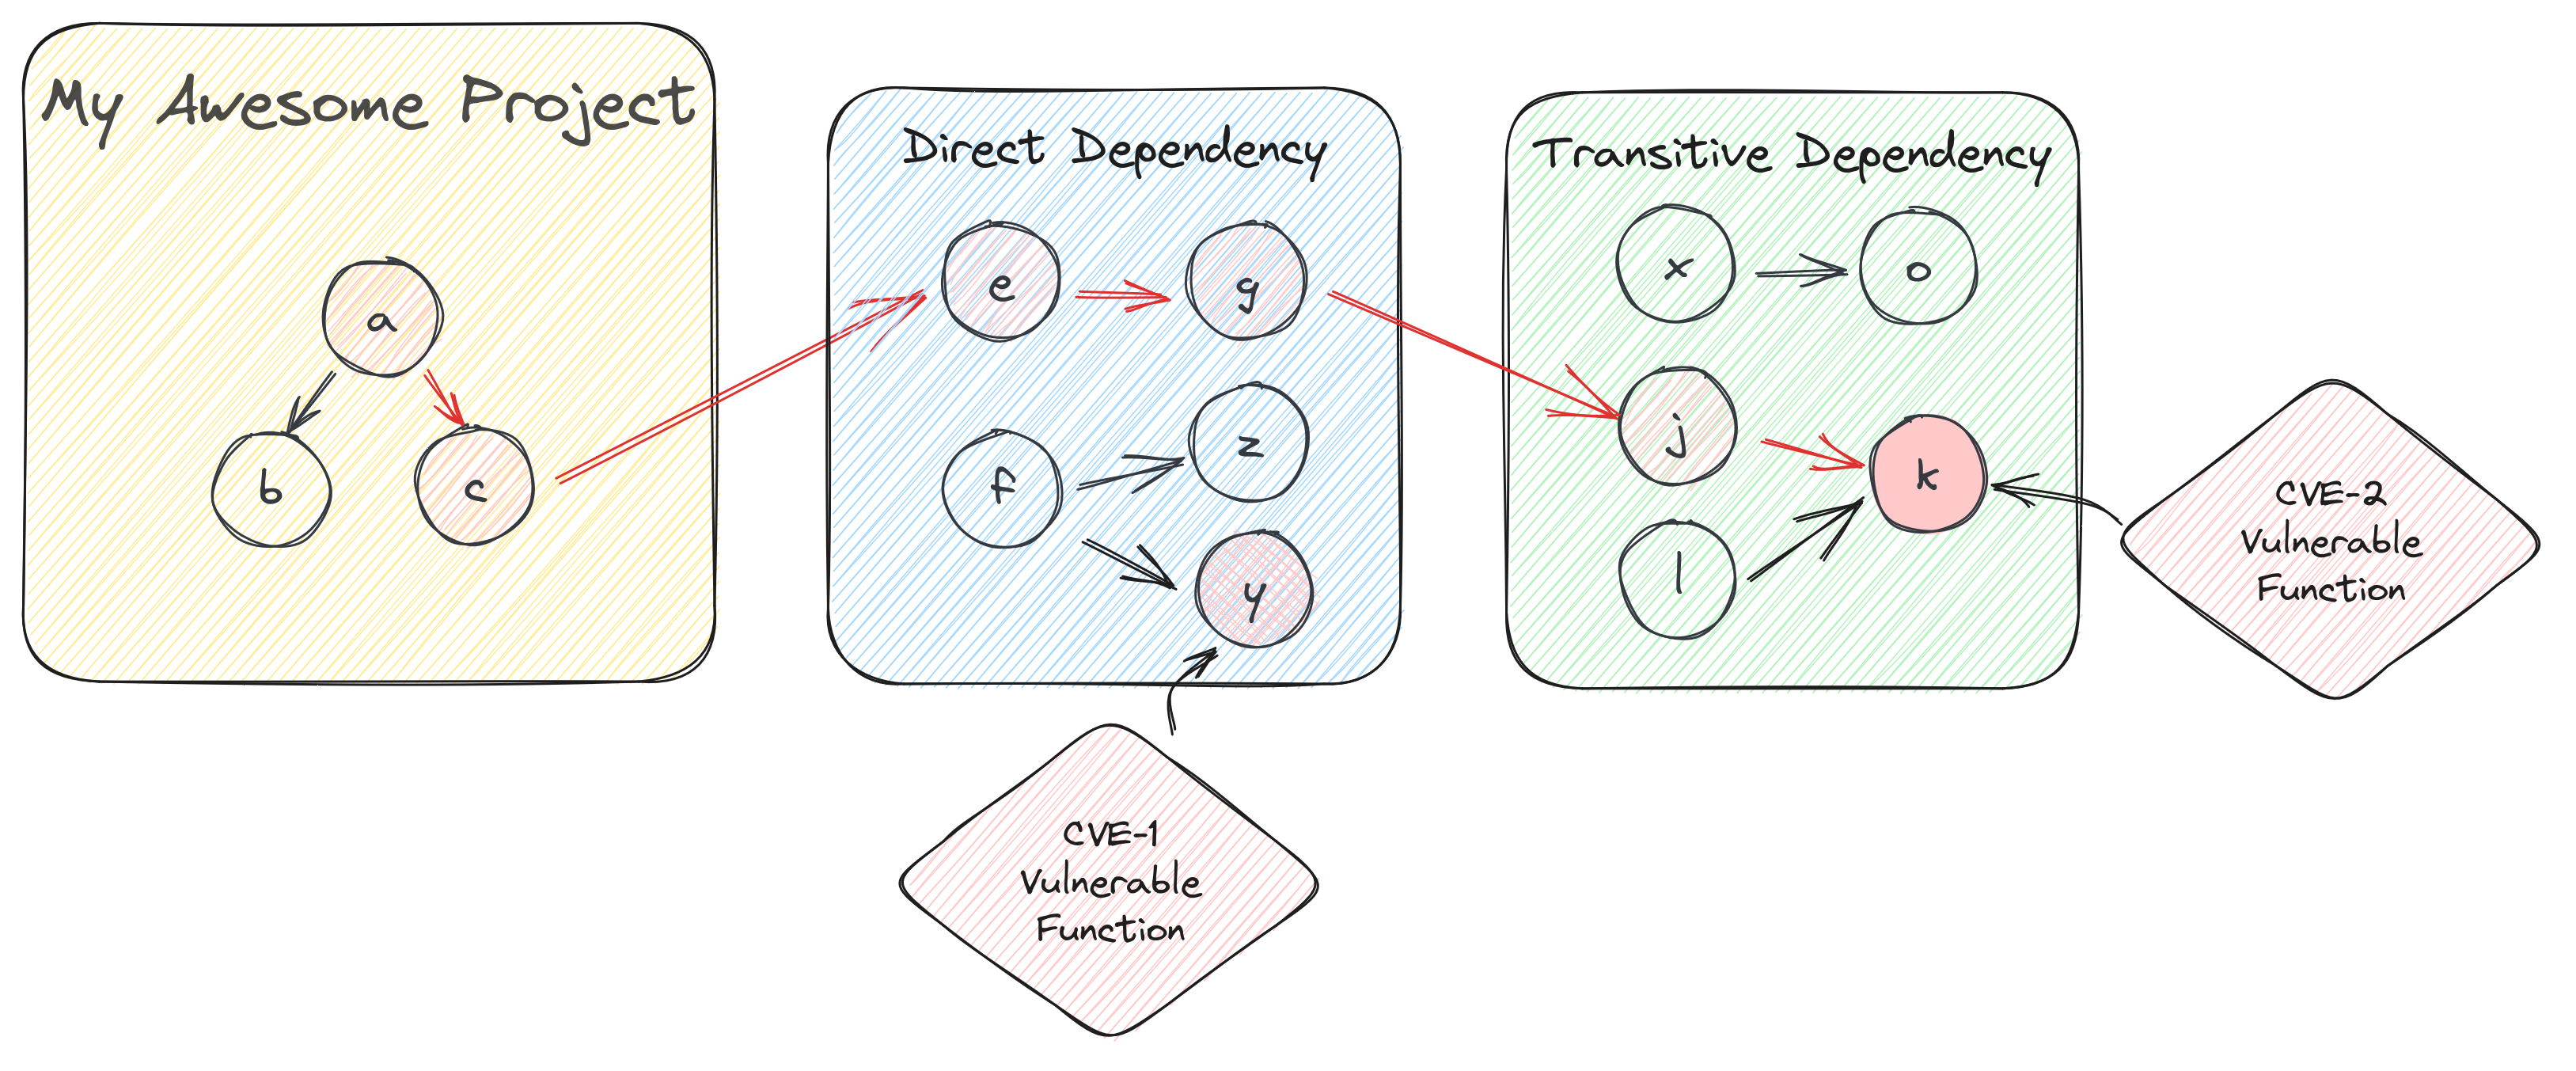 My Awesome Project
a
b
c
Direct Dependency
e
g
f
z
y
Transitive Dependency
x
o
j
k
l
CVE-1
Vulnerable
Function
CVE-2
Vulnerable
Function